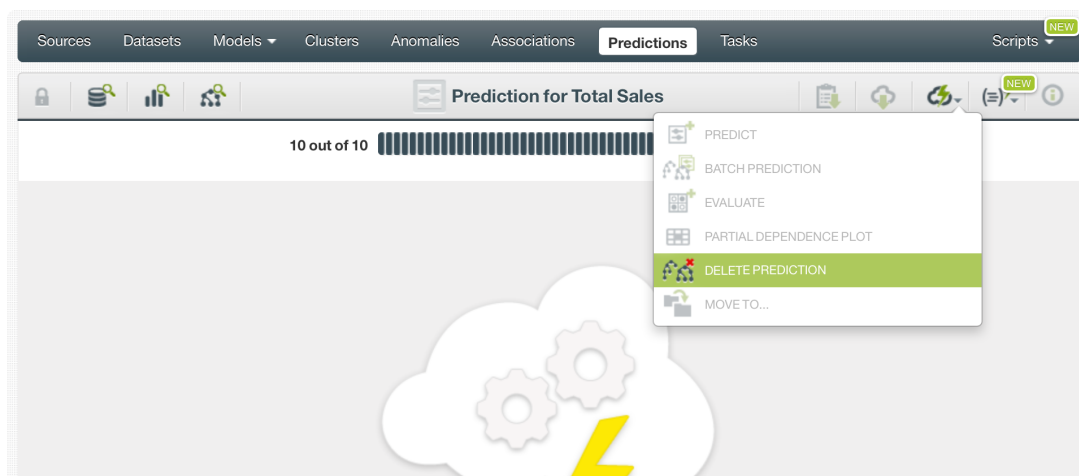 Sources Datasets Models Clusters Anomalies Associations Predictions Tasks Scripts NEW
Prediction for Total Sales NEW
10 out of 10
PREDICT
BATCH PREDICTION
EVALUATE
PARTIAL DEPENDENCE PLOT
DELETE PREDICTION
MOVE TO...